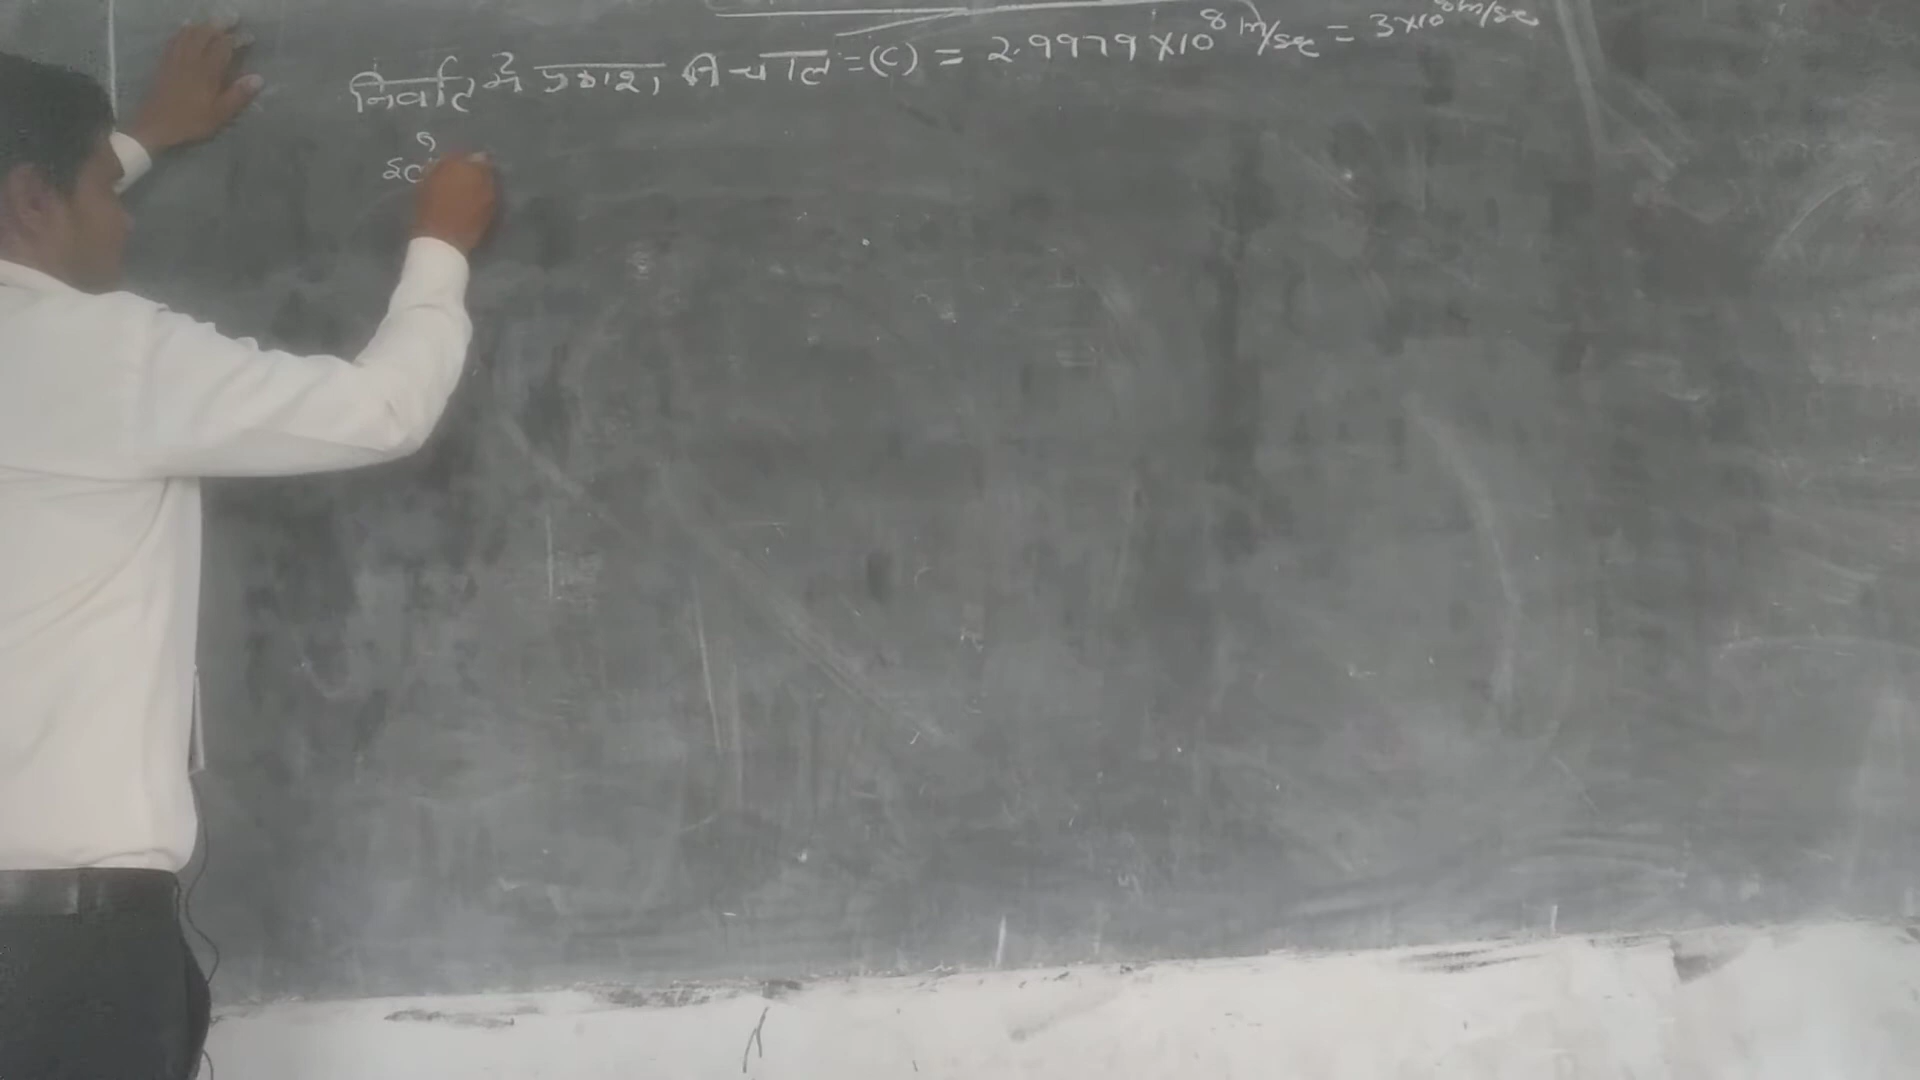 निर्वात में प्रकाश की चाल = (c) = 2.9979 × 10⁸ m/sec = 3 × 10⁸ m/sec